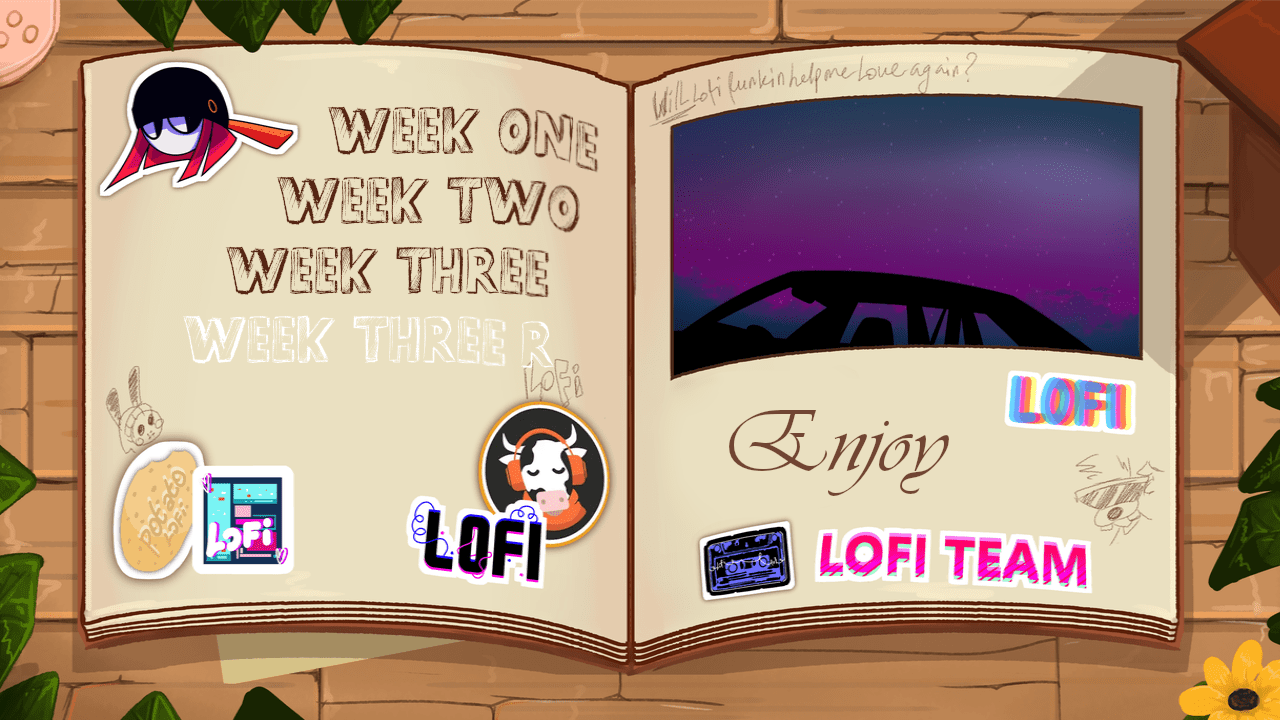 WEEK ONE
WEEK TWO
WEEK THREE
WEEK THREE R
LOFi
Potato
LOFi
LOFI
Will Lofi Funkin help me Love again?
LOFI
Enjoy
LOFI TEAM